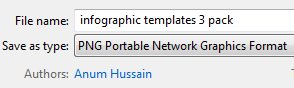 File name: infographic templates 3 pack
Save as type: PNG Portable Network Graphics Format
Authors: Anum Hussain